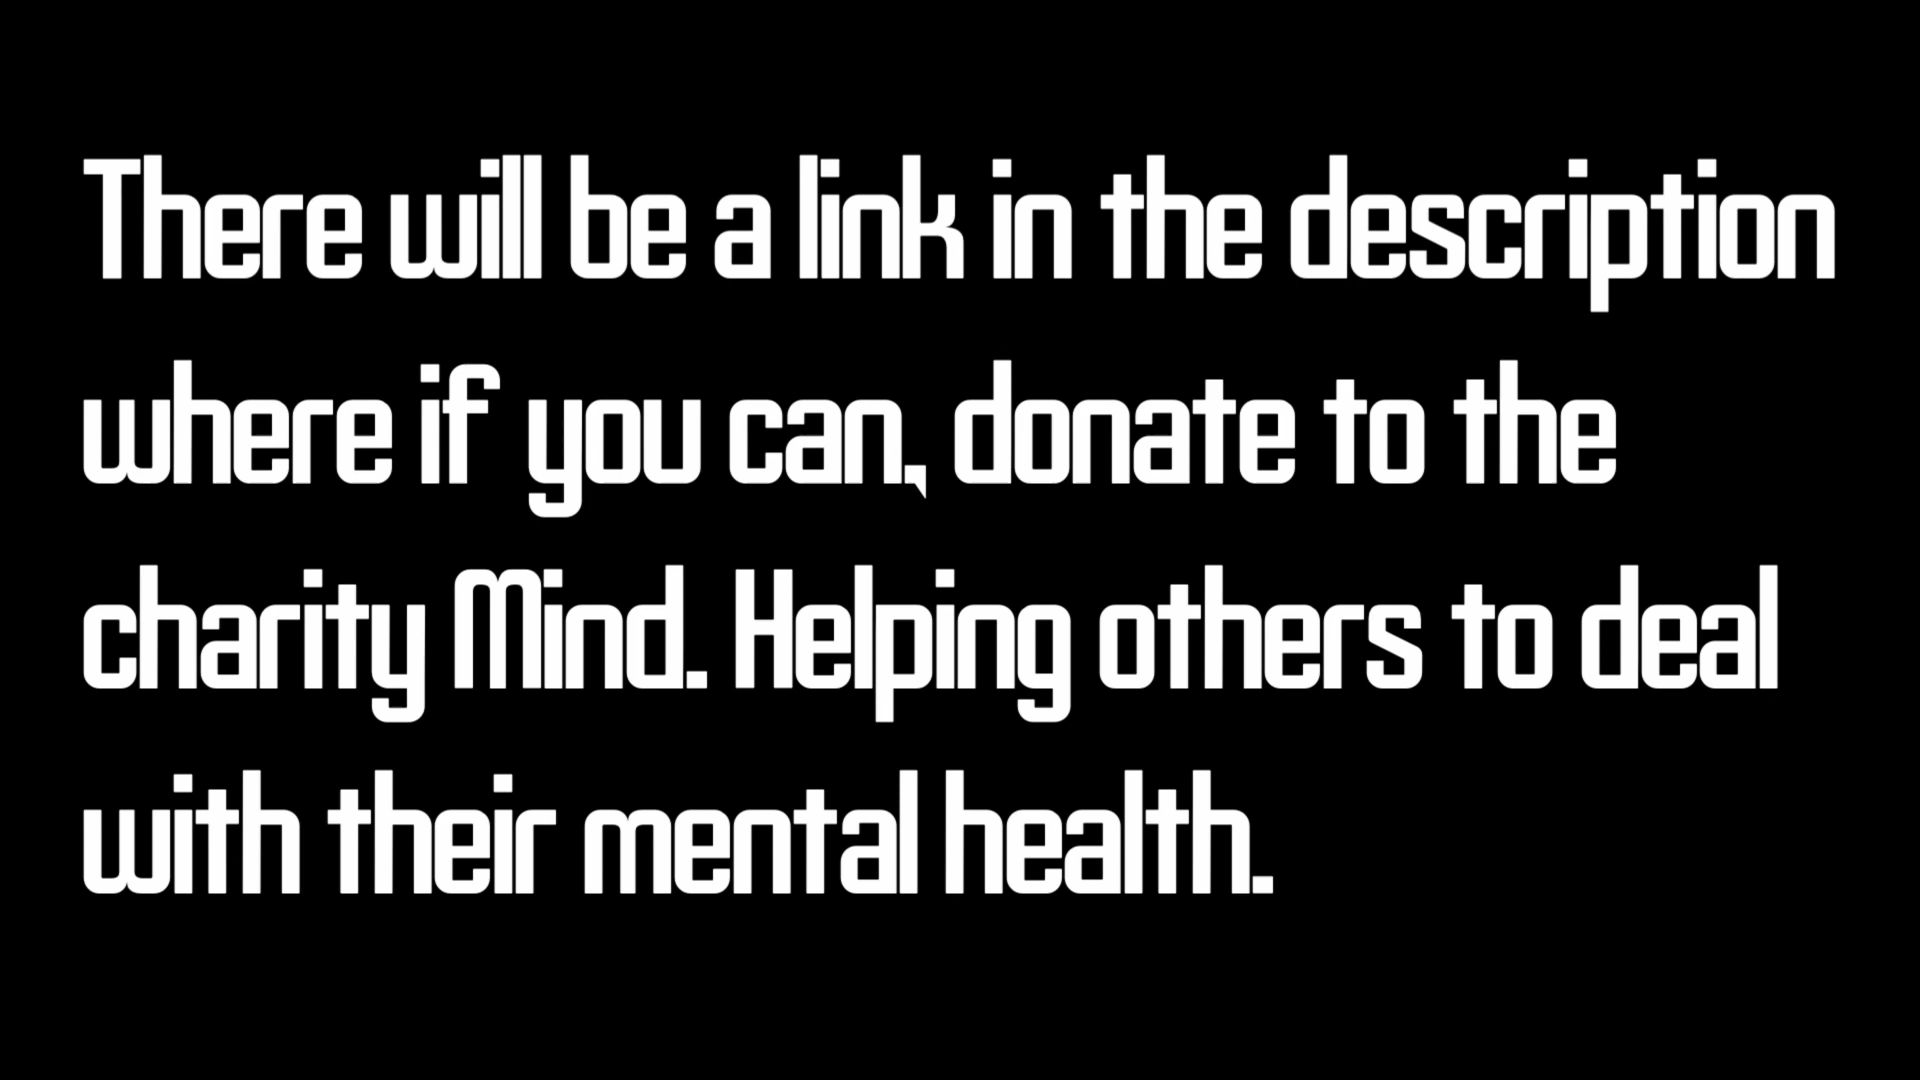 There will be a link in the description
where if you can, donate to the
charity Mind. Helping others to deal
with their mental health.